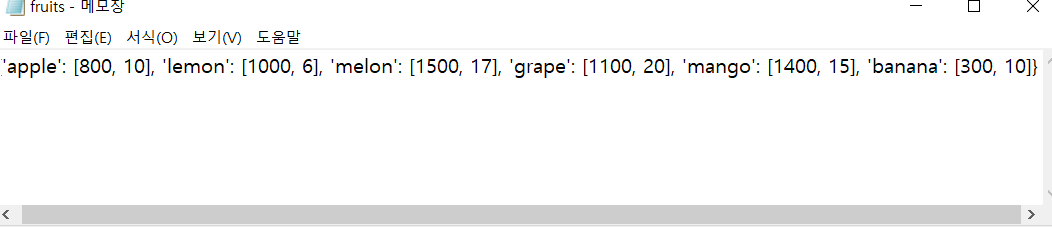 fruits - 메모장
파일(F) 편집(E) 서식(O) 보기(V) 도움말
'apple': [800, 10], 'lemon': [1000, 6], 'melon': [1500, 17], 'grape': [1100, 20], 'mango': [1400, 15], 'banana': [300, 10]}